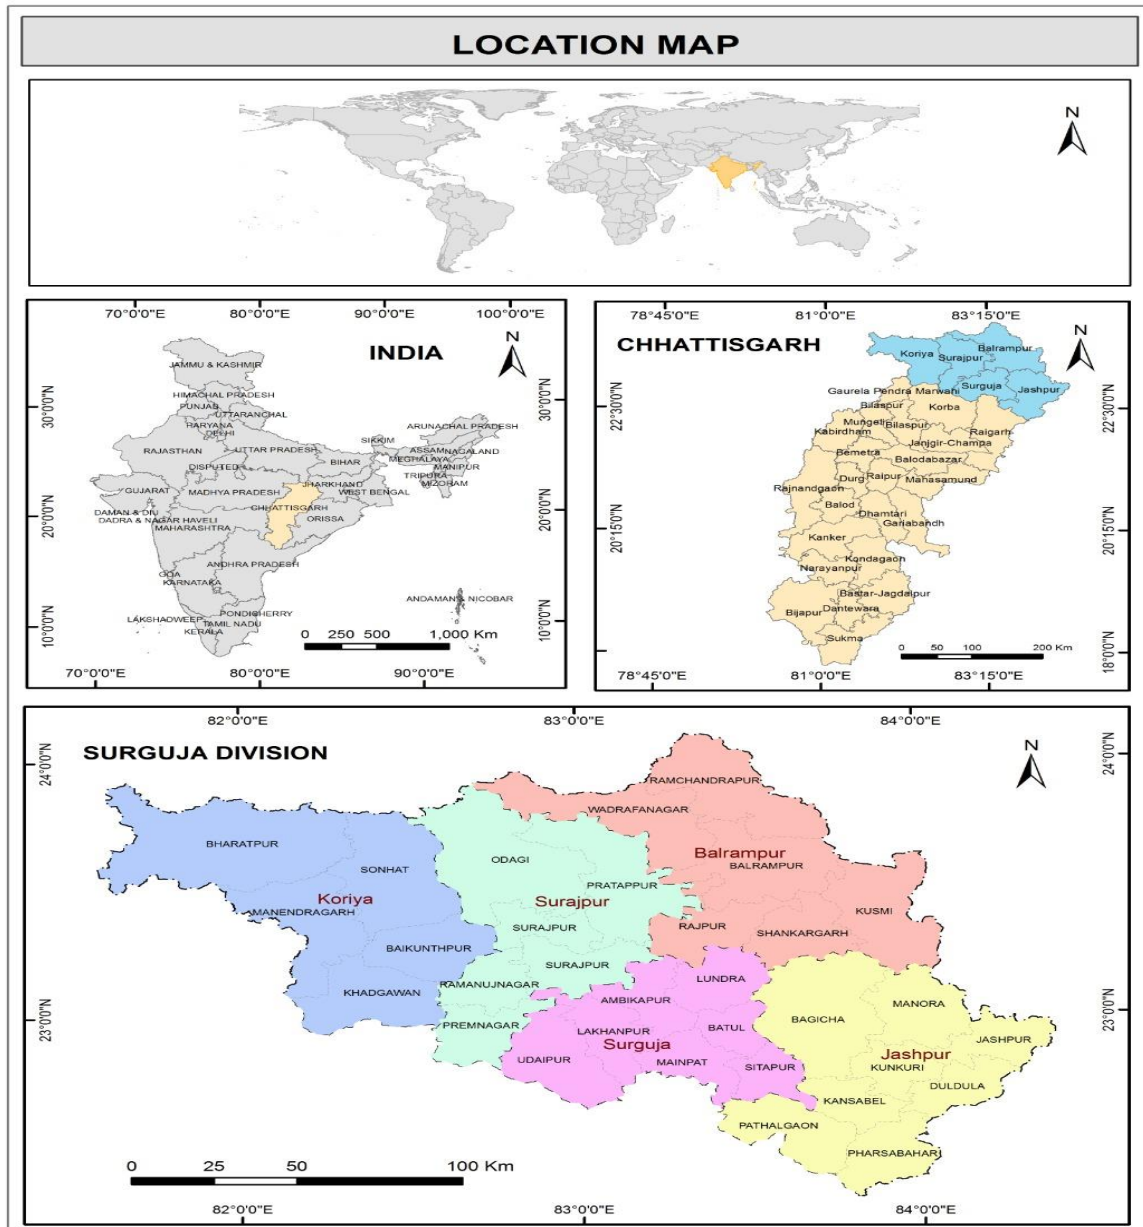 LOCATION MAP
N
70°0'0"E 80°0'0"E 90°0'0"E 100°0'0"E
INDIA
N
30°0'0"N
20°0'0"N
10°0'0"N
JAMMU & KASHMIR
HIMACHAL PRADESH
PUNJAB
UTTARANCHAL
HARYANA
DELHI
RAJASTHAN
UTTAR PRADESH
SIKKIM
ARUNACHAL PRADESH
ASSAM
NAGALAND
MEGHALAYA
MANIPUR
BIHAR
DISPUTED
TRIPURA
MIZORAM
GUJARAT
MADHYA PRADESH
JHARKHAND
WEST BENGAL
CHHATTISGARH
DAMAN & DIU
DADRA & NAGAR HAVELI
ORISSA
MAHARASHTRA
ANDHRA PRADESH
GOA
KARNATAKA
ANDAMAN & NICOBAR
LAKSHADWEEP
PONDICHERRY
TAMIL NADU
KERALA
0 250 500 1,000 Km
30°0'0"N
20°0'0"N
10°0'0"N
70°0'0"E 80°0'0"E 90°0'0"E
78°45'0"E 81°0'0"E 83°15'0"E
CHHATTISGARH
N
22°30'0"N
20°15'0"N
Koriya
Surajpur
Balrampur
Surguja
Jashpur
Gaurela Pendra Marwahi
Bilaspur
Korba
Mungeli
Bilaspur
Kabirdham
Raigarh
Janjgir-Champa
Bemetra
Balodabazar
Durg
Raipur
Mahasamund
Rajnandgaon
Balod
Dhamtari
Gariabandh
Kanker
Kondagaon
Narayanpur
Bastar-Jagdalpur
Bijapur
Dantewara
Sukma
0 50 100 200 Km
22°30'0"N
20°15'0"N
18°0'0"N
78°45'0"E 81°0'0"E 83°15'0"E
82°0'0"E 83°0'0"E 84°0'0"E
SURGUJA DIVISION
N
24°0'0"N
23°0'0"N
RAMCHANDRAPUR
WADRAFANAGAR
BHARATPUR
SONHAT
ODAGI
Balrampur
BALRAMPUR
PRATAPPUR
Koriya
Surajpur
MANENDRAGARH
KUSMI
SURAJPUR
RAJPUR
SHANKARGARH
BAIKUNTHPUR
SURAJPUR
LUNDRA
KHADGAWAN
RAMANUJNAGAR
AMBIKAPUR
MANORA
BAGICHA
PREMNAGAR
LAKHANPUR
BATUL
JASHPUR
Surguja
Jashpur
UDAIPUR
MAINPAT
SITAPUR
KUNKURI
DULDULA
KANSABEL
PATHALGAON
PHARSABAHARI
0 25 50 100 Km
24°0'0"N
23°0'0"N
82°0'0"E 83°0'0"E 84°0'0"E